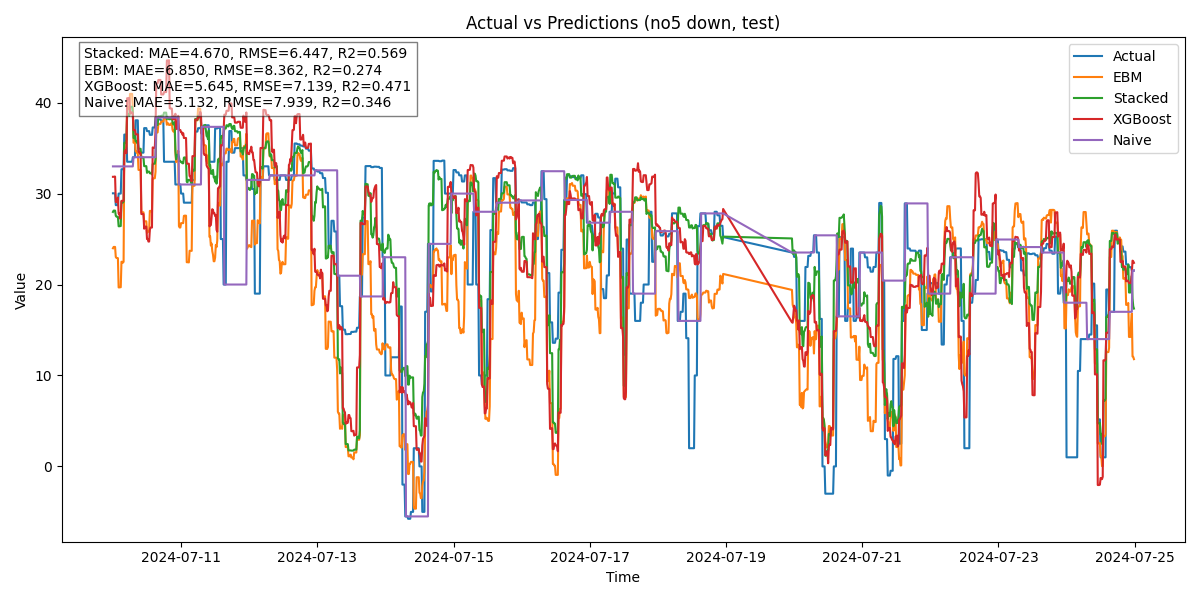 Actual vs Predictions (no5 down, test)
Stacked: MAE=4.670, RMSE=6.447, R2=0.569
EBM: MAE=6.850, RMSE=8.362, R2=0.274
XGBoost: MAE=5.645, RMSE=7.139, R2=0.471
Naive: MAE=5.132, RMSE=7.939, R2=0.346
Actual
EBM
Stacked
XGBoost
Naive
Value
40
30
20
10
0
2024-07-11 2024-07-13 2024-07-15 2024-07-17 2024-07-19 2024-07-21 2024-07-23 2024-07-25
Time